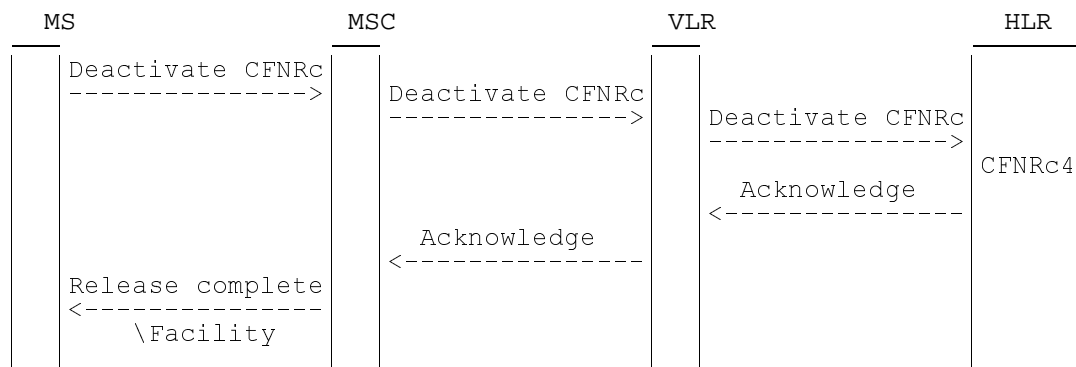 MS MSC VLR HLR
Deactivate CFNRc
--------------->
Deactivate CFNRc
--------------->
Deactivate CFNRc
--------------->
CFNRc4
Acknowledge
<---------------
Acknowledge
<---------------
Release complete
<---------------
\Facility